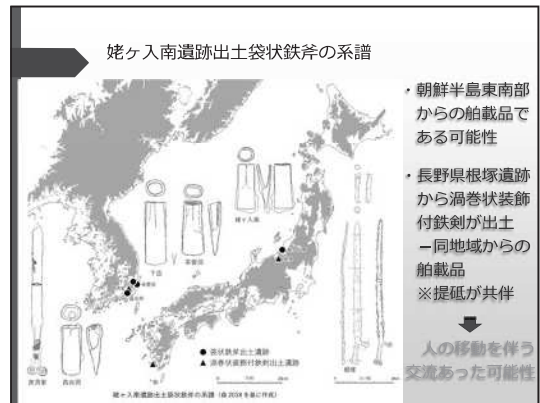 姥ヶ入南遺跡出土袋状鉄斧の系譜
・朝鮮半島東南部
からの舶載品で
ある可能性
・長野県根塚遺跡
から渦巻状装飾
付鉄剣が出土
－同地域からの
舶載品
※提砥が共伴
人の移動を伴う
交流あった可能性
姥ヶ入南
下岱
茶戸里
良洞里
根塚
●袋状鉄斧出土遺跡
▲渦巻状装飾付鉄剣出土遺跡
姥ヶ入南遺跡出土袋状鉄斧の系譜